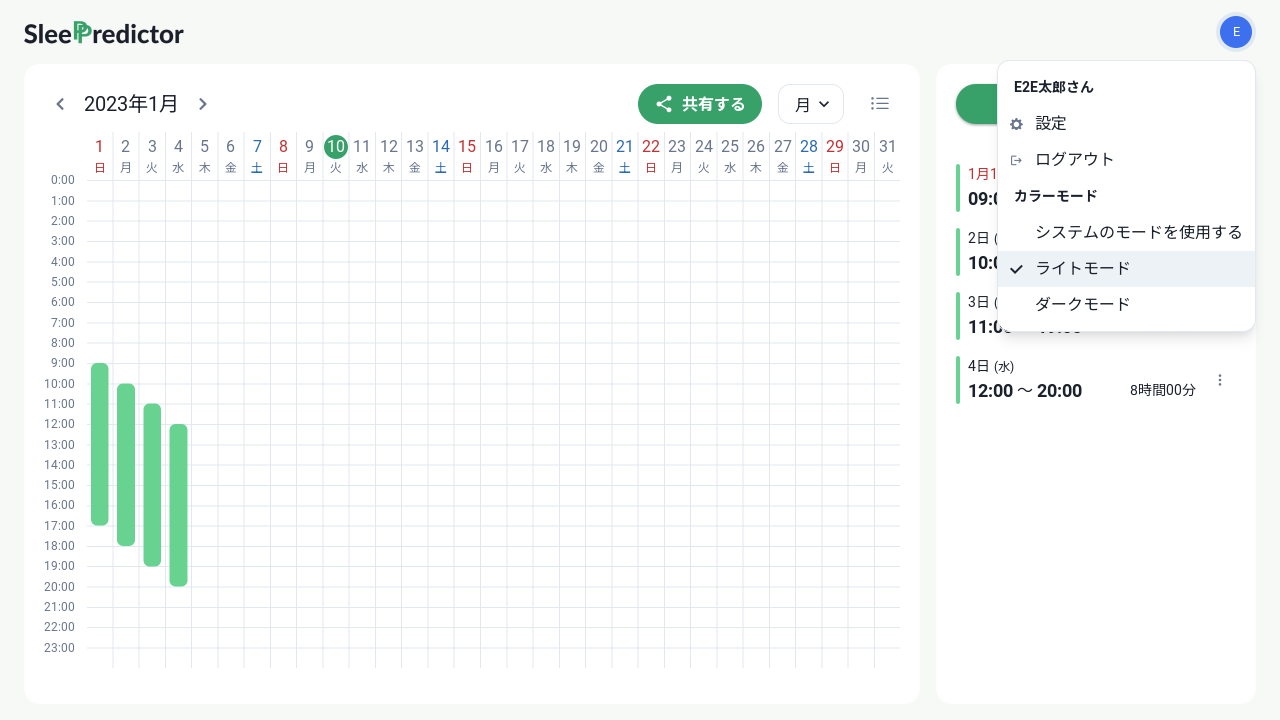 SleePredictor
E
2023年1月
共有する
月
1 2 3 4 5 6 7 8 9 10 11 12 13 14 15 16 17 18 19 20 21 22 23 24 25 26 27 28 29 30 31
日 月 火 水 木 金 土 日 月 火 水 木 金 土 日 月 火 水 木 金 土 日 月 火 水 木 金 土 日 月 火
0:00
1:00
2:00
3:00
4:00
5:00
6:00
7:00
8:00
9:00
10:00
11:00
12:00
13:00
14:00
15:00
16:00
17:00
18:00
19:00
20:00
21:00
22:00
23:00
E2E太郎さん
設定
ログアウト
カラーモード
システムのモードを使用する
ライトモード
ダークモード
1月1
09:0
2日 (
10:0
3日 (
11:00
4日 (水)
12:00 〜 20:00
8時間00分